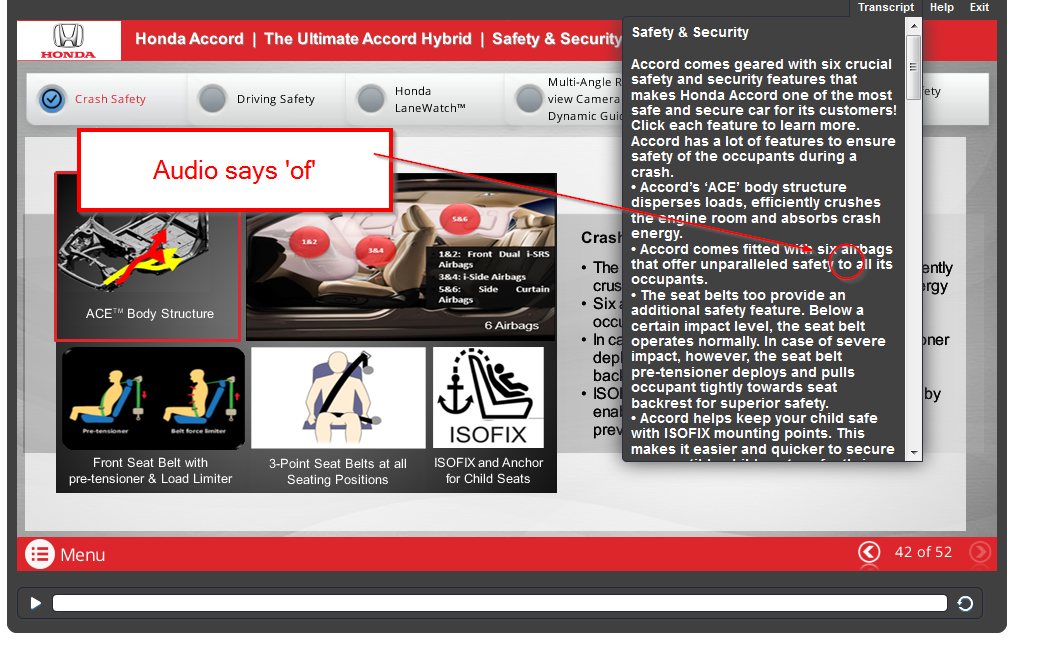 Transcript Help Exit
HONDA
Honda Accord | The Ultimate Accord Hybrid | Safety & Security
Crash Safety
Driving Safety
Honda
LaneWatch™
Multi-Angle R
view Camera
Dynamic Guid
ety
Audio says 'of'
ACE™ Body Structure
1&2
3&4
5&6
1&2: Front Dual i-SRS
Airbags
3&4: i-Side Airbags
5&6: Side Curtain
Airbags
6 Airbags
Pre-tensioner
Belt force limiter
Front Seat Belt with
pre-tensioner & Load Limiter
3-Point Seat Belts at all
Seating Positions
ISOFIX
ISOFIX and Anchor
for Child Seats
Crash
• The
crus
• Six a
occu
• In ca
depl
back
• ISO
enab
prev
ently
ergy
oner
by
Safety & Security
Accord comes geared with six crucial
safety and security features that
makes Honda Accord one of the most
safe and secure car for its customers!
Click each feature to learn more.
Accord has a lot of features to ensure
safety of the occupants during a
crash.
• Accord’s ‘ACE’ body structure
disperses loads, efficiently crushes
the engine room and absorbs crash
energy.
• Accord comes fitted with six airbags
that offer unparalleled safety to all its
occupants.
• The seat belts too provide an
additional safety feature. Below a
certain impact level, the seat belt
operates normally. In case of severe
impact, however, the seat belt
pre-tensioner deploys and pulls
occupant tightly towards seat
backrest for superior safety.
• Accord helps keep your child safe
with ISOFIX mounting points. This
makes it easier and quicker to secure
Menu
42 of 52